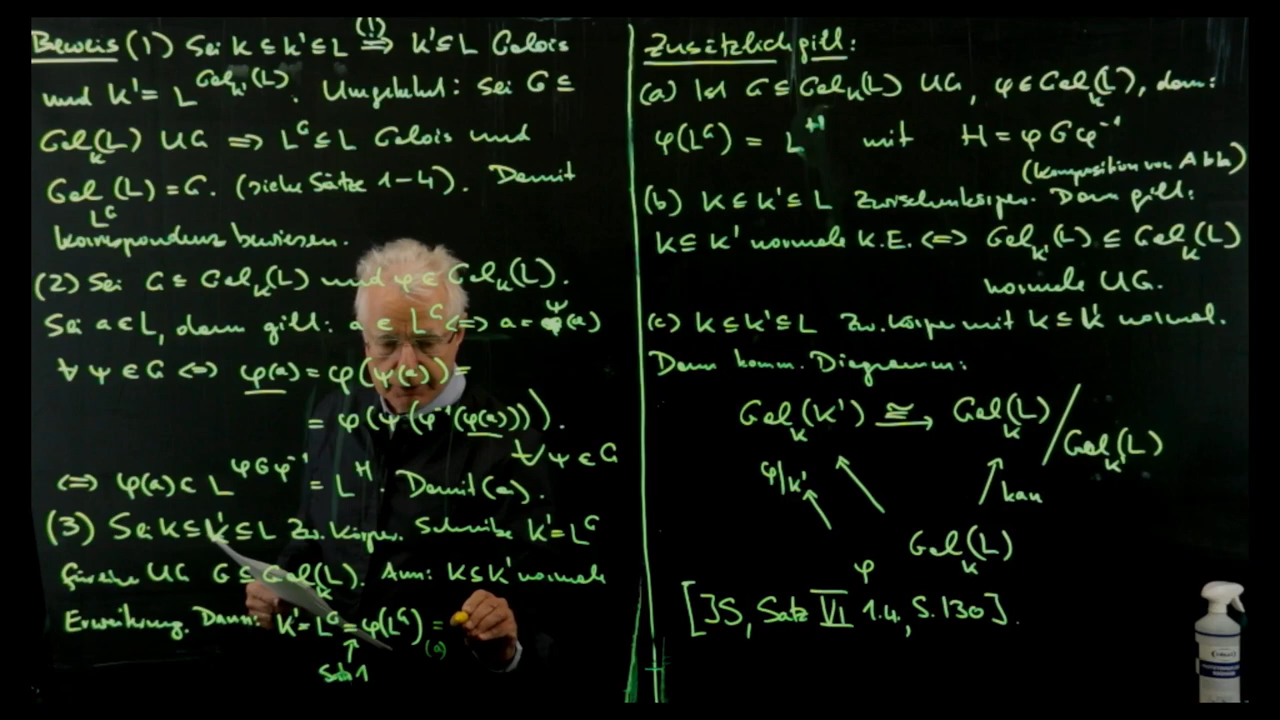 Beweis (1) Sei K ⊆ K' ⊆ L (!)⟹ K' ⊆ L Galois
und K' = L^{Gal_{K'}(L)}. Umgekehrt: Sei G ⊆
Gal_K(L) UG ⟹ L^G ⊆ L Galois und
Gal_{L^G}(L) = G. (siehe Sätze 1-4). Damit
Korrespondenz bewiesen.
(2) Sei G ⊆ Gal_K(L) und φ ∈ Gal_K(L).
Sei a ∈ L, dann gilt: a ∈ L^G ⟺ a = ψ(a)
∀ ψ ∈ G ⟺ φ(a) = φ(ψ(a)) =
= φ(ψ(φ^{-1}(φ(a)))).
∀ ψ ∈ G
⟺ φ(a) ∈ L^{φGφ^{-1}} = L^H. Damit (a).
(3) Sei K ⊆ K' ⊆ L Zw. Körper. Schreibe K' = L^G
für eine UG G ⊆ Gal_K(L). Ann: K ⊆ K' normale
Erweiterung. Dann: K' = L^G = φ(L^G) =
Satz 1 (a)
Zusätzlich gilt:
(a) Ist G ⊆ Gal_K(L) UG, φ ∈ Gal_K(L), dann:
φ(L^G) = L^H mit H = φGφ^{-1}
(Komposition von Abb)
(b) K ⊆ K' ⊆ L Zwischenkörper. Dann gilt:
K ⊆ K' normale K.E. ⟺ Gal_{K'}(L) ⊆ Gal_K(L)
normale UG.
(c) K ⊆ K' ⊆ L Zw. Körper mit K ⊆ K' normal.
Dann komm. Diagramm:
Gal_K(K') ≅⟶ Gal_K(L) / Gal_{K'}(L)
φ/K' kan
Gal_K(L)
φ
[JS, Satz VI 1.4, S. 130].